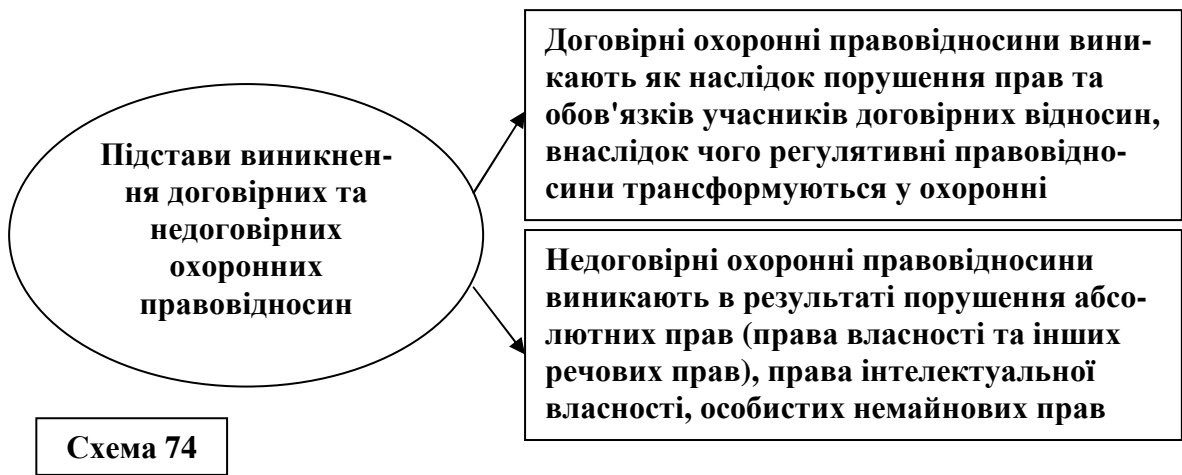 Підстави виникнен-
ня договірних та
недоговірних
охоронних
правовідносин
Договірні охоронні правовідносини вини-
кають як наслідок порушення прав та
обов'язків учасників договірних відносин,
внаслідок чого регулятивні правовідно-
сини трансформуються у охоронні
Недоговірні охоронні правовідносини
виникають в результаті порушення абсо-
лютних прав (права власності та інших
речових прав), права інтелектуальної
власності, особистих немайнових прав
Схема 74